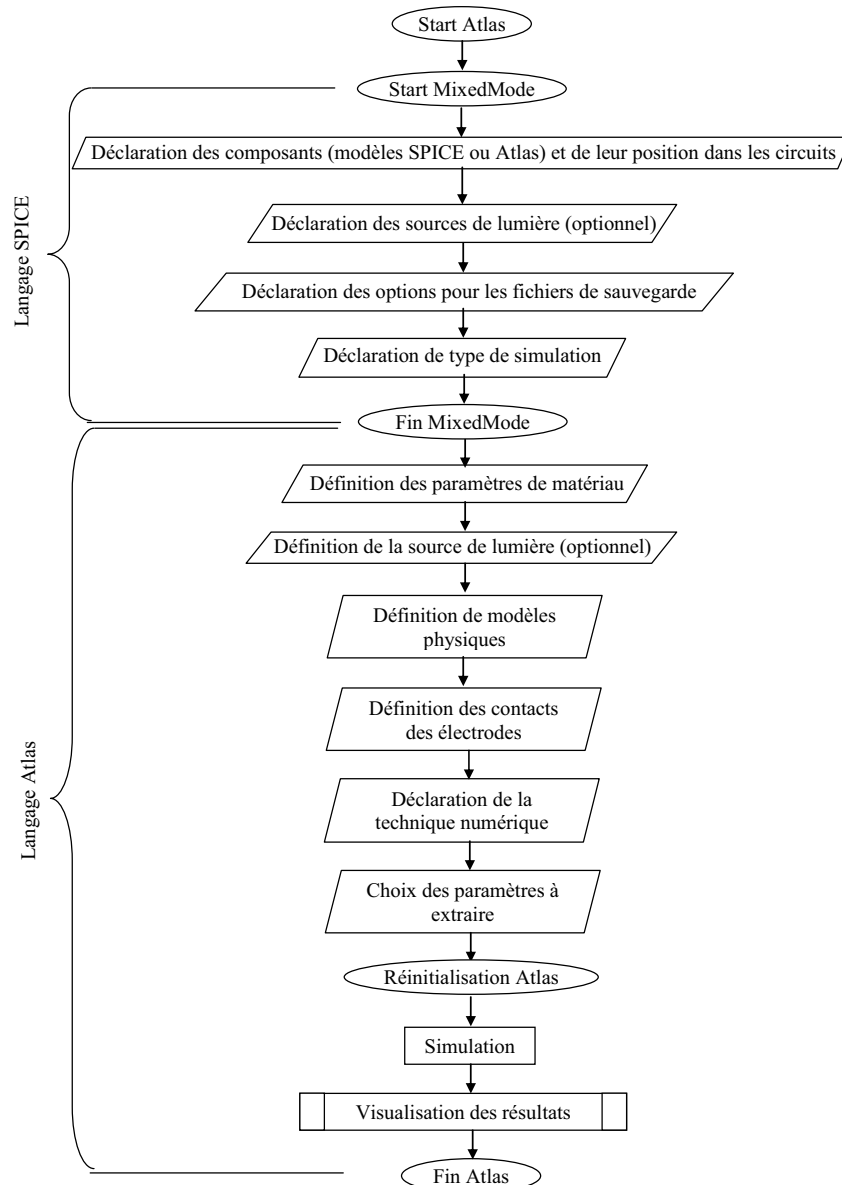 Start Atlas
Start MixedMode
Déclaration des composants (modèles SPICE ou Atlas) et de leur position dans les circuits
Déclaration des sources de lumière (optionnel)
Langage SPICE
Déclaration des options pour les fichiers de sauvegarde
Déclaration de type de simulation
Fin MixedMode
Définition des paramètres de matériau
Définition de la source de lumière (optionnel)
Définition de modèles
physiques
Définition des contacts
des électrodes
Langage Atlas
Déclaration de la
technique numérique
Choix des paramètres à
extraire
Réinitialisation Atlas
Simulation
Visualisation des résultats
Fin Atlas